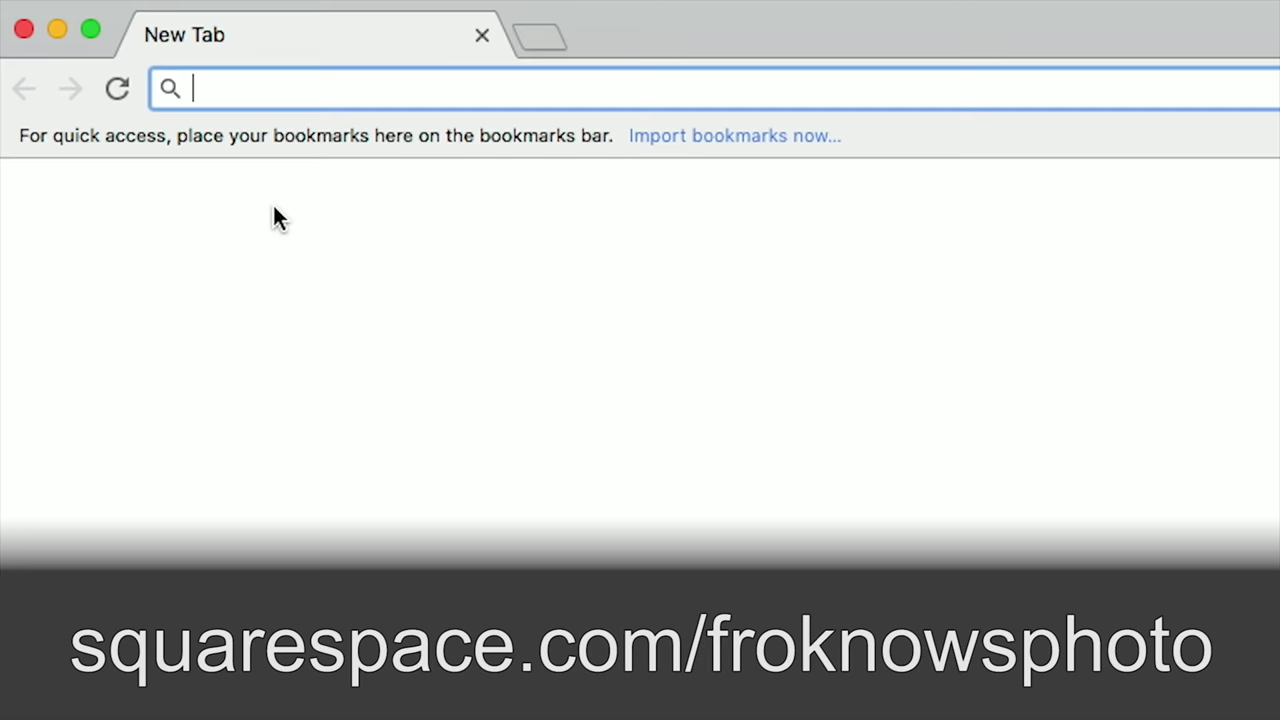 New Tab
For quick access, place your bookmarks here on the bookmarks bar. Import bookmarks now...
squarespace.com/froknowsphoto